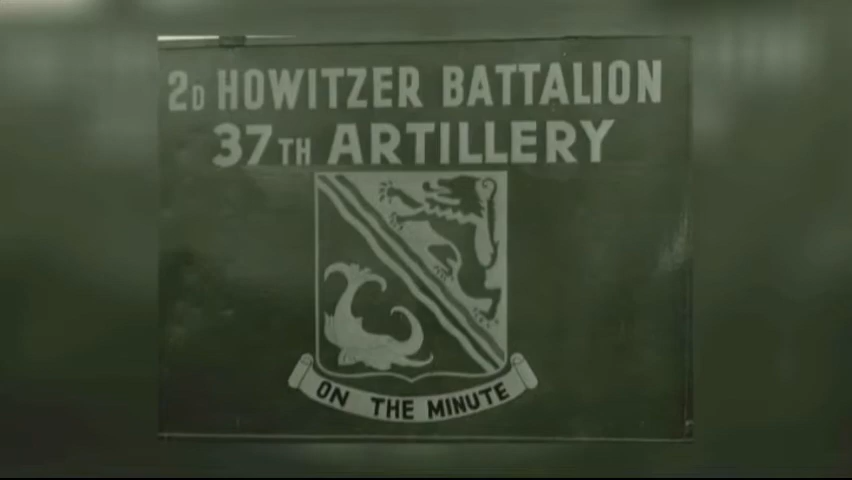 2D HOWITZER BATTALION
37TH ARTILLERY
ON THE MINUTE